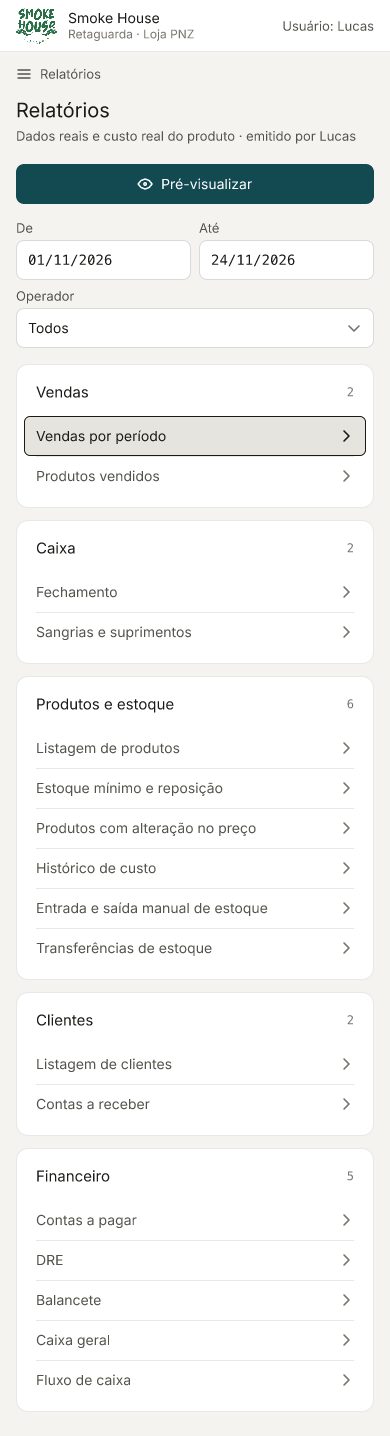 SMOKE
HOUSE
Smoke House
Retaguarda · Loja PNZ
Usuário: Lucas
Relatórios
Relatórios
Dados reais e custo real do produto · emitido por Lucas
Pré-visualizar
De
Até
01/11/2026
24/11/2026
Operador
Todos
Vendas 2
Vendas por período
Produtos vendidos
Caixa 2
Fechamento
Sangrias e suprimentos
Produtos e estoque 6
Listagem de produtos
Estoque mínimo e reposição
Produtos com alteração no preço
Histórico de custo
Entrada e saída manual de estoque
Transferências de estoque
Clientes 2
Listagem de clientes
Contas a receber
Financeiro 5
Contas a pagar
DRE
Balancete
Caixa geral
Fluxo de caixa